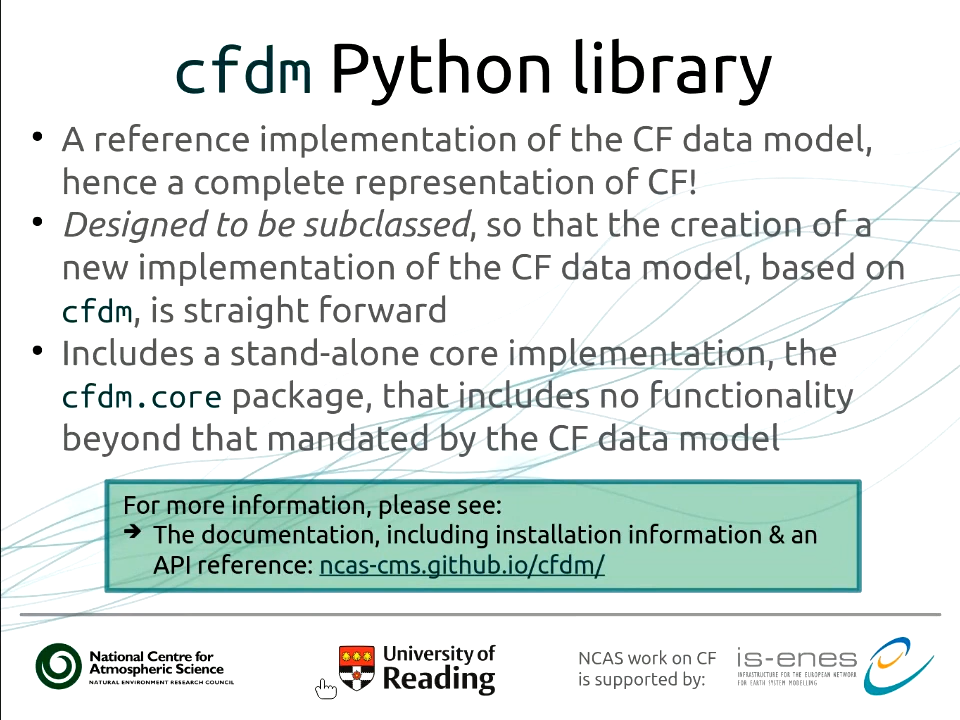 cfdm Python library
• A reference implementation of the CF data model,
hence a complete representation of CF!
• Designed to be subclassed, so that the creation of a
new implementation of the CF data model, based on
cfdm, is straight forward
• Includes a stand-alone core implementation, the
cfdm.core package, that includes no functionality
beyond that mandated by the CF data model
For more information, please see:
➔ The documentation, including installation information & an
API reference: ncas-cms.github.io/cfdm/
National Centre for
Atmospheric Science
NATURAL ENVIRONMENT RESEARCH COUNCIL
University of
Reading
NCAS work on CF
is supported by:
is-enes
INFRASTRUCTURE FOR THE EUROPEAN NETWORK
FOR EARTH SYSTEM MODELLING